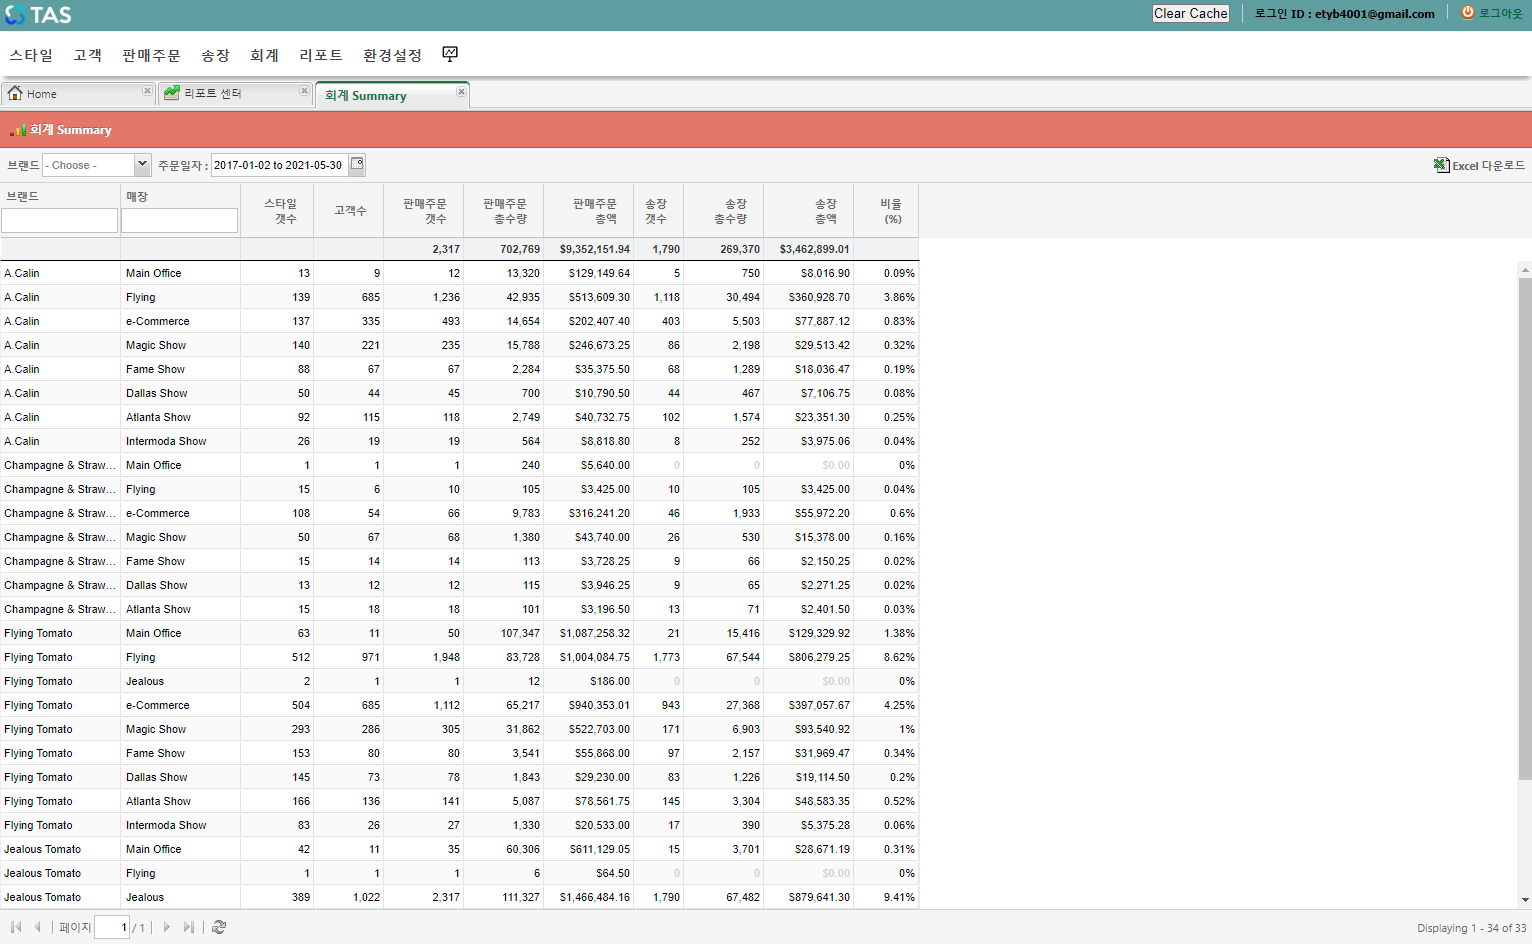 TAS
Clear Cache 로그인 ID : etyb4001@gmail.com 로그아웃
스타일 고객 판매주문 송장 회계 리포트 환경설정
Home 리포트 센터 회계 Summary
회계 Summary
브랜드 - Choose - 주문일자 : 2017-01-02 to 2021-05-30 Excel 다운로드
브랜드 매장 스타일 갯수 고객수 판매주문 갯수 판매주문 총수량 판매주문 총액 송장 갯수 송장 총수량 송장 총액 비율 (%)
2,317 702,769 $9,352,151.94 1,790 269,370 $3,462,899.01
A.Calin Main Office 13 9 12 13,320 $129,149.64 5 750 $8,016.90 0.09%
A.Calin Flying 139 685 1,236 42,935 $513,609.30 1,118 30,494 $360,928.70 3.86%
A.Calin e-Commerce 137 335 493 14,654 $202,407.40 403 5,503 $77,887.12 0.83%
A.Calin Magic Show 140 221 235 15,788 $246,673.25 86 2,198 $29,513.42 0.32%
A.Calin Fame Show 88 67 67 2,284 $35,375.50 68 1,289 $18,036.47 0.19%
A.Calin Dallas Show 50 44 45 700 $10,790.50 44 467 $7,106.75 0.08%
A.Calin Atlanta Show 92 115 118 2,749 $40,732.75 102 1,574 $23,351.30 0.25%
A.Calin Intermoda Show 26 19 19 564 $8,818.80 8 252 $3,975.06 0.04%
Champagne & Straw... Main Office 1 1 1 240 $5,640.00 0 0 $0.00 0%
Champagne & Straw... Flying 15 6 10 105 $3,425.00 10 105 $3,425.00 0.04%
Champagne & Straw... e-Commerce 108 54 66 9,783 $316,241.20 46 1,933 $55,972.20 0.6%
Champagne & Straw... Magic Show 50 67 68 1,380 $43,740.00 26 530 $15,378.00 0.16%
Champagne & Straw... Fame Show 15 14 14 113 $3,728.25 9 66 $2,150.25 0.02%
Champagne & Straw... Dallas Show 13 12 12 115 $3,946.25 9 65 $2,271.25 0.02%
Champagne & Straw... Atlanta Show 15 18 18 101 $3,196.50 13 71 $2,401.50 0.03%
Flying Tomato Main Office 63 11 50 107,347 $1,087,258.32 21 15,416 $129,329.92 1.38%
Flying Tomato Flying 512 971 1,948 83,728 $1,004,084.75 1,773 67,544 $806,279.25 8.62%
Flying Tomato Jealous 2 1 1 12 $186.00 0 0 $0.00 0%
Flying Tomato e-Commerce 504 685 1,112 65,217 $940,353.01 943 27,368 $397,057.67 4.25%
Flying Tomato Magic Show 293 286 305 31,862 $522,703.00 171 6,903 $93,540.92 1%
Flying Tomato Fame Show 153 80 80 3,541 $55,868.00 97 2,157 $31,969.47 0.34%
Flying Tomato Dallas Show 145 73 78 1,843 $29,230.00 83 1,226 $19,114.50 0.2%
Flying Tomato Atlanta Show 166 136 141 5,087 $78,561.75 145 3,304 $48,583.35 0.52%
Flying Tomato Intermoda Show 83 26 27 1,330 $20,533.00 17 390 $5,375.28 0.06%
Jealous Tomato Main Office 42 11 35 60,306 $611,129.05 15 3,701 $28,671.19 0.31%
Jealous Tomato Flying 1 1 1 6 $64.50 0 0 $0.00 0%
Jealous Tomato Jealous 389 1,022 2,317 111,327 $1,466,484.16 1,790 67,482 $879,641.30 9.41%
페이지 1 / 1 Displaying 1 - 34 of 33